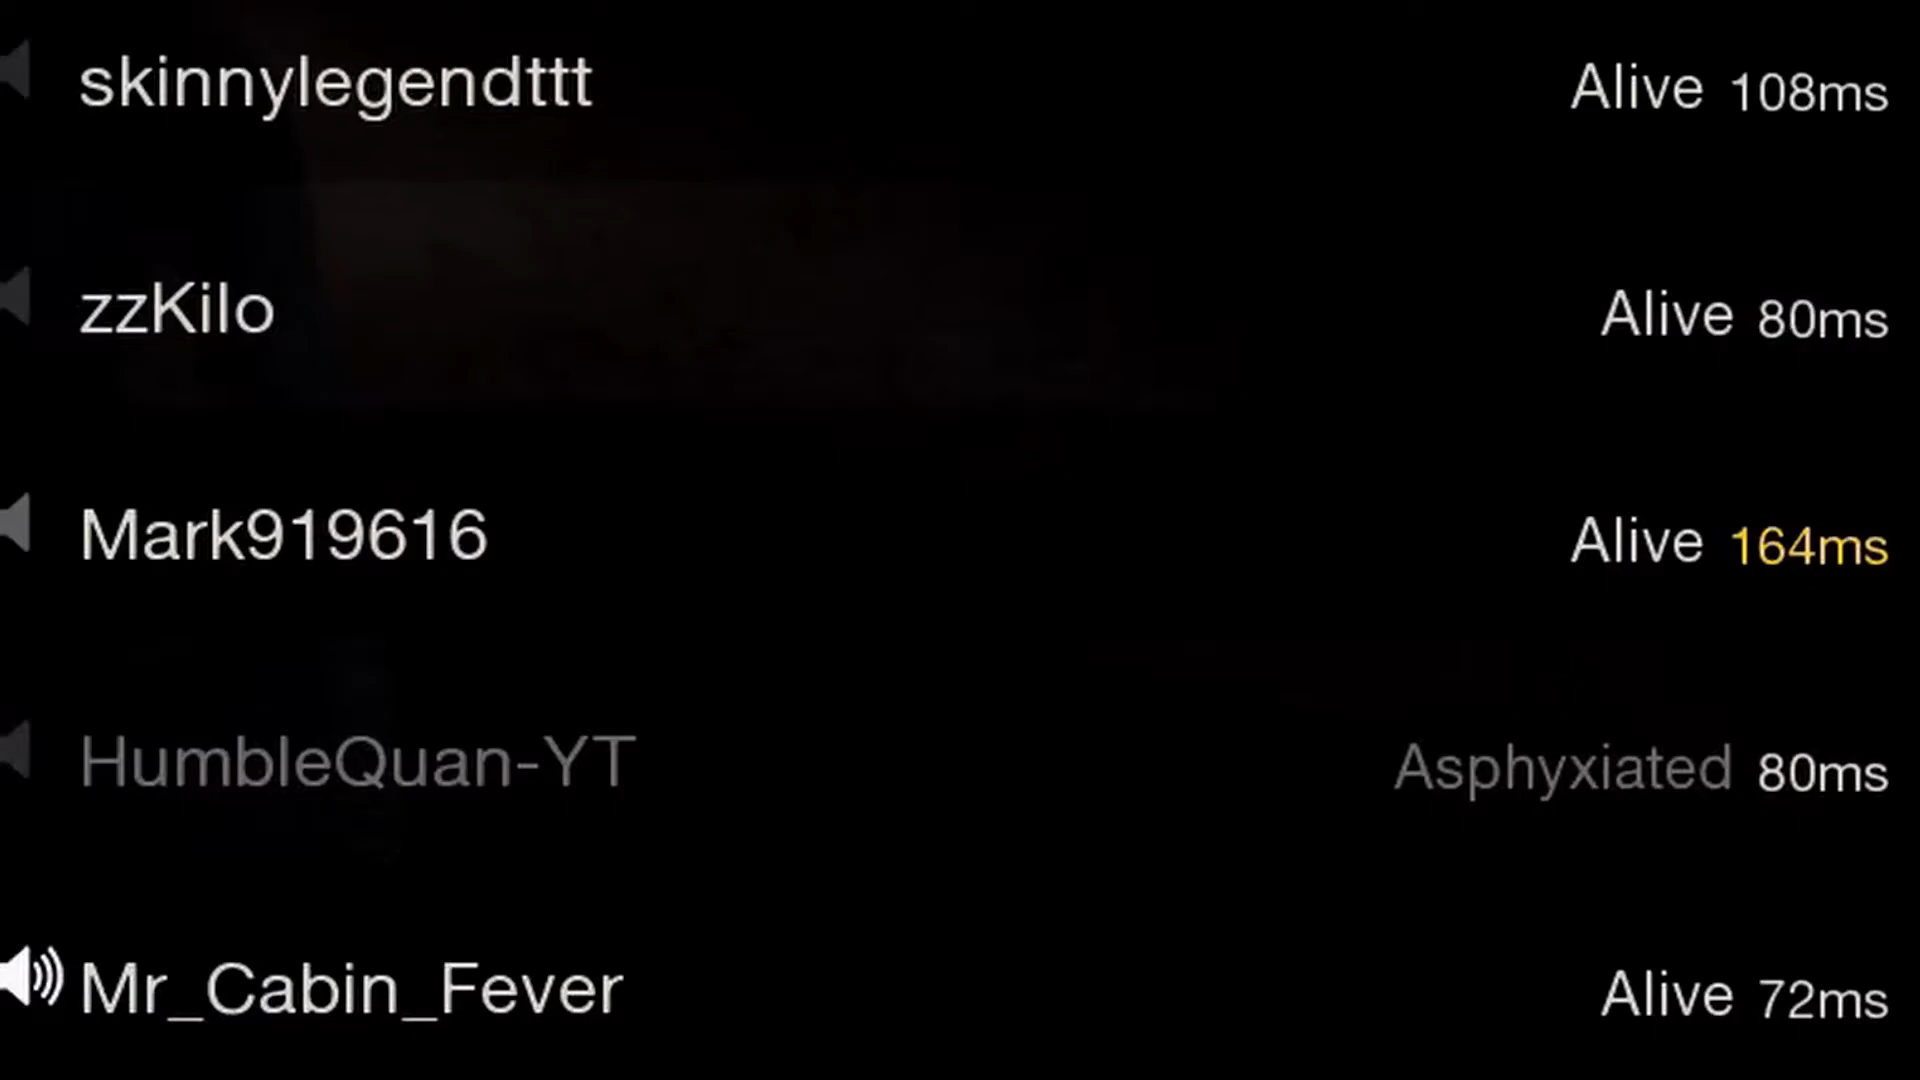 skinnylegendttt Alive 108ms
zzKilo Alive 80ms
Mark919616 Alive 164ms
HumbleQuan-YT Asphyxiated 80ms
Mr_Cabin_Fever Alive 72ms